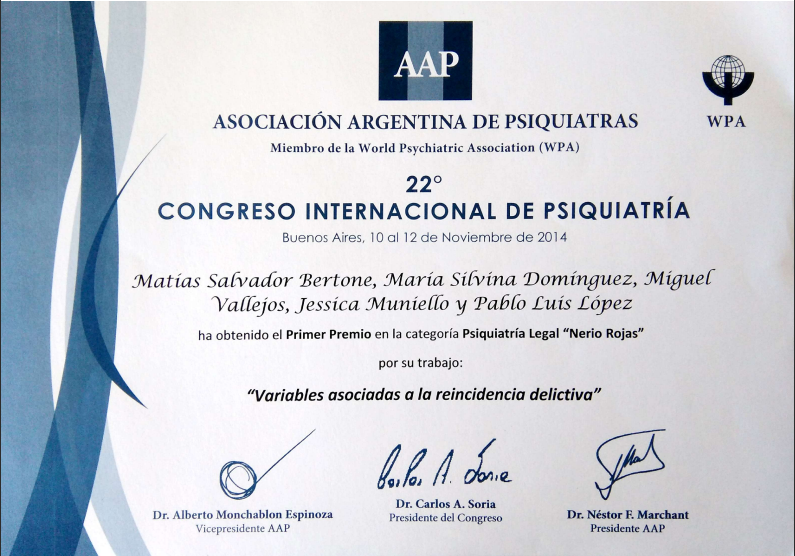 AAP
WPA
ASOCIACIÓN ARGENTINA DE PSIQUIATRAS
Miembro de la World Psychiatric Association (WPA)
22°
CONGRESO INTERNACIONAL DE PSIQUIATRÍA
Buenos Aires, 10 al 12 de Noviembre de 2014
Matías Salvador Bertone, María Silvina Domínguez, Miguel
Vallejos, Jessica Muniello y Pablo Luis López
ha obtenido el Primer Premio en la categoría Psiquiatría Legal "Nerio Rojas"
por su trabajo:
"Variables asociadas a la reincidencia delictiva"
Carlos A. Soria
Dr. Alberto Monchablon Espinoza
Vicepresidente AAP
Dr. Carlos A. Soria
Presidente del Congreso
Dr. Néstor F. Marchant
Presidente AAP